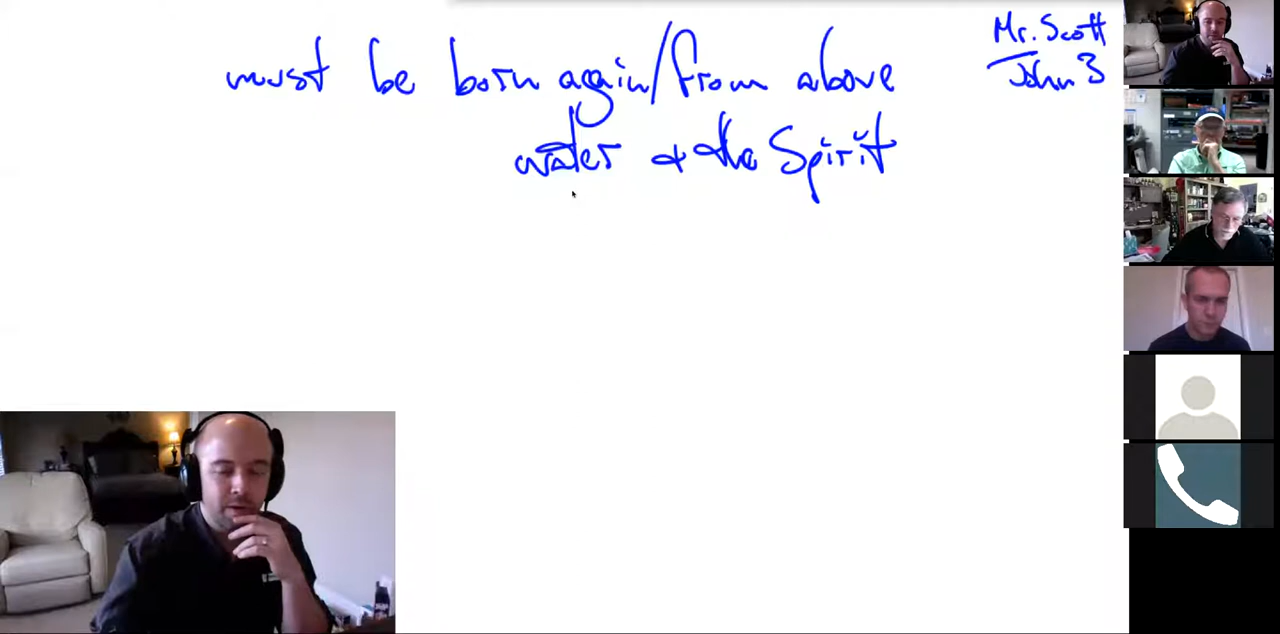 must be born again/from above
water & the Spirit
Mr. Scott
John 3